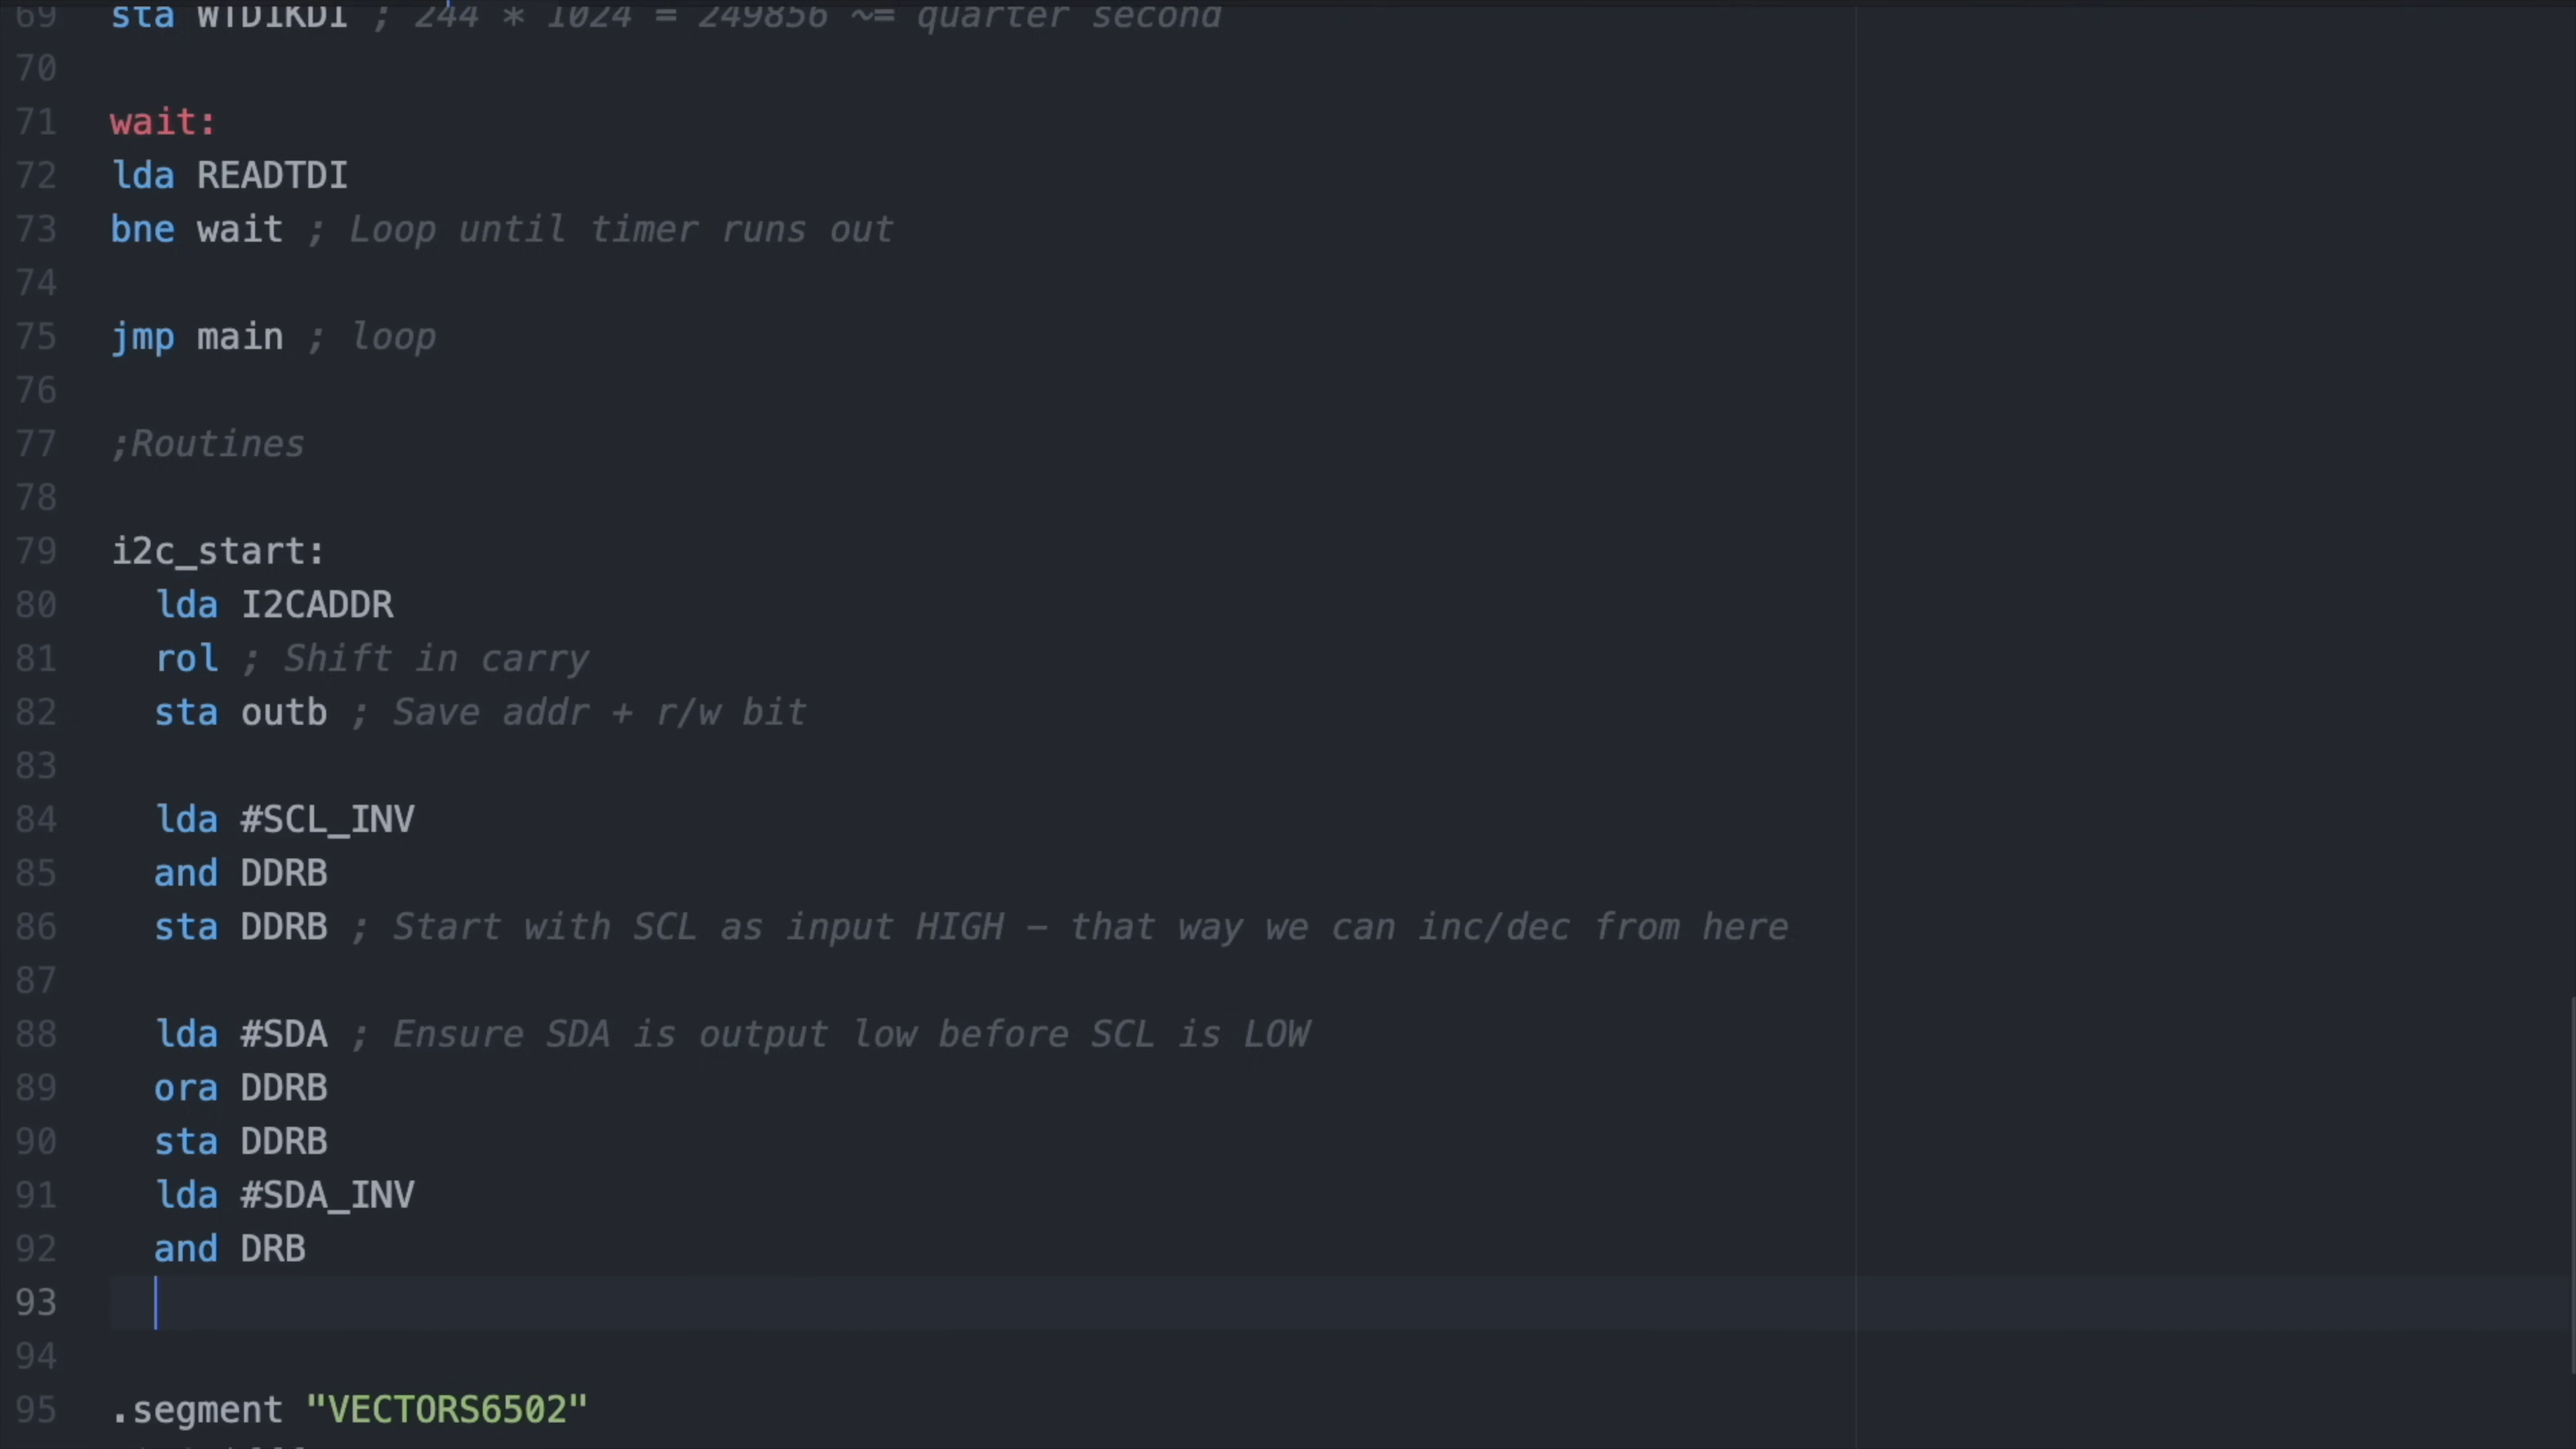 69 sta WTDIKDI ; 244 * 1024 = 249856 ~= quarter second
70
71 wait:
72 lda READTDI
73 bne wait ; Loop until timer runs out
74
75 jmp main ; loop
76
77 ;Routines
78
79 i2c_start:
80 lda I2CADDR
81 rol ; Shift in carry
82 sta outb ; Save addr + r/w bit
83
84 lda #SCL_INV
85 and DDRB
86 sta DDRB ; Start with SCL as input HIGH – that way we can inc/dec from here
87
88 lda #SDA ; Ensure SDA is output low before SCL is LOW
89 ora DDRB
90 sta DDRB
91 lda #SDA_INV
92 and DRB
93
94
95 .segment "VECTORS6502"